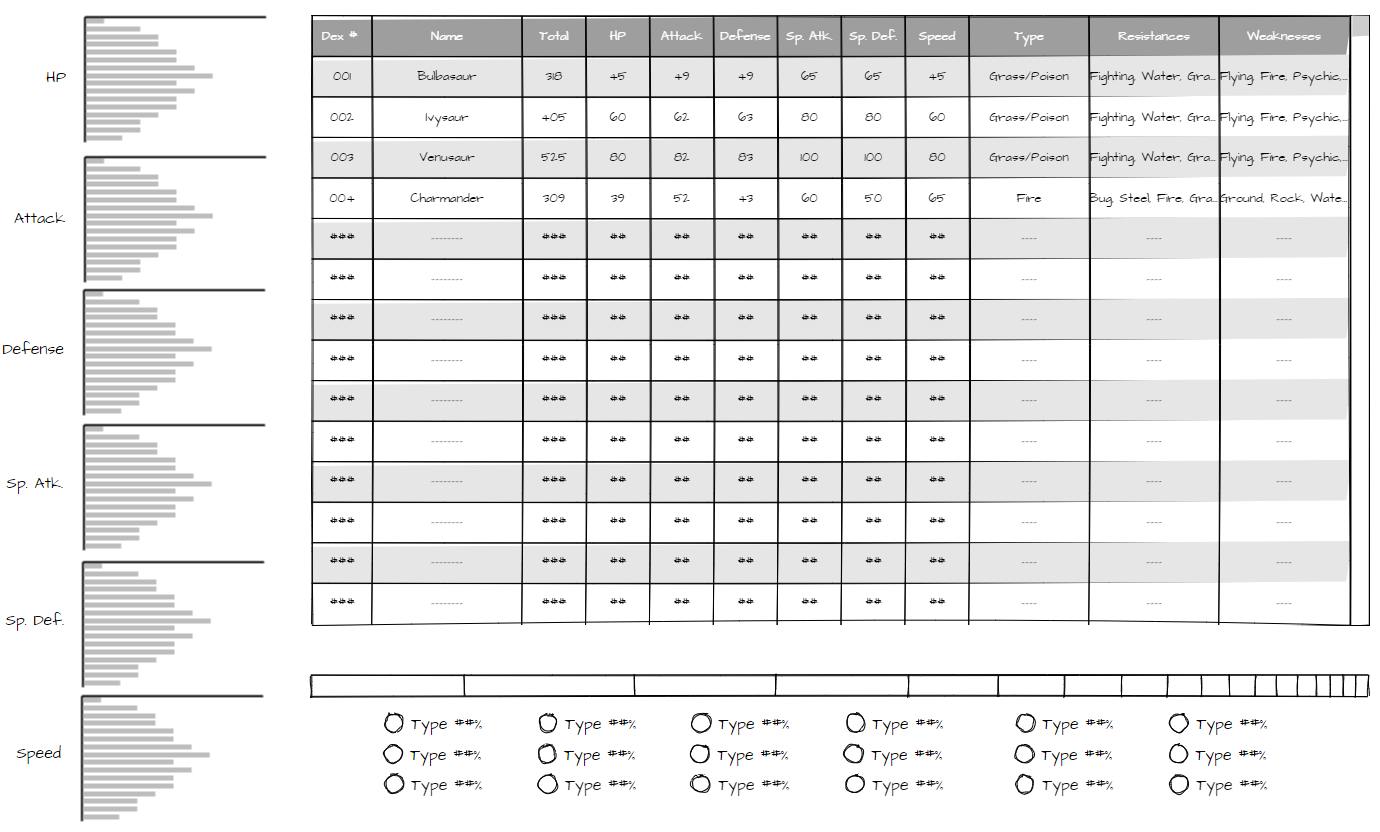 HP
Attack
Defense
Sp. Atk.
Sp. Def.
Speed
Dex # Name Total HP Attack Defense Sp. Atk. Sp. Def. Speed Type Resistances Weaknesses
001 Bulbasaur 318 45 49 49 65 65 45 Grass/Poison Fighting, Water, Gra... Flying, Fire, Psychic,...
002 Ivysaur 405 60 62 63 80 80 60 Grass/Poison Fighting, Water, Gra... Flying, Fire, Psychic,...
003 Venusaur 525 80 82 83 100 100 80 Grass/Poison Fighting, Water, Gra... Flying, Fire, Psychic,...
004 Charmander 309 39 52 43 60 50 65 Fire Bug, Steel, Fire, Gra... Ground, Rock, Wate...
### -------- ### ## ## ## ## ## ## ---- ---- ----
### -------- ### ## ## ## ## ## ## ---- ---- ----
### -------- ### ## ## ## ## ## ## ---- ---- ----
### -------- ### ## ## ## ## ## ## ---- ---- ----
### -------- ### ## ## ## ## ## ## ---- ---- ----
### -------- ### ## ## ## ## ## ## ---- ---- ----
### -------- ### ## ## ## ## ## ## ---- ---- ----
### -------- ### ## ## ## ## ## ## ---- ---- ----
### -------- ### ## ## ## ## ## ## ---- ---- ----
### -------- ### ## ## ## ## ## ## ---- ---- ----
Type ##% Type ##% Type ##% Type ##% Type ##% Type ##%
Type ##% Type ##% Type ##% Type ##% Type ##% Type ##%
Type ##% Type ##% Type ##% Type ##% Type ##% Type ##%